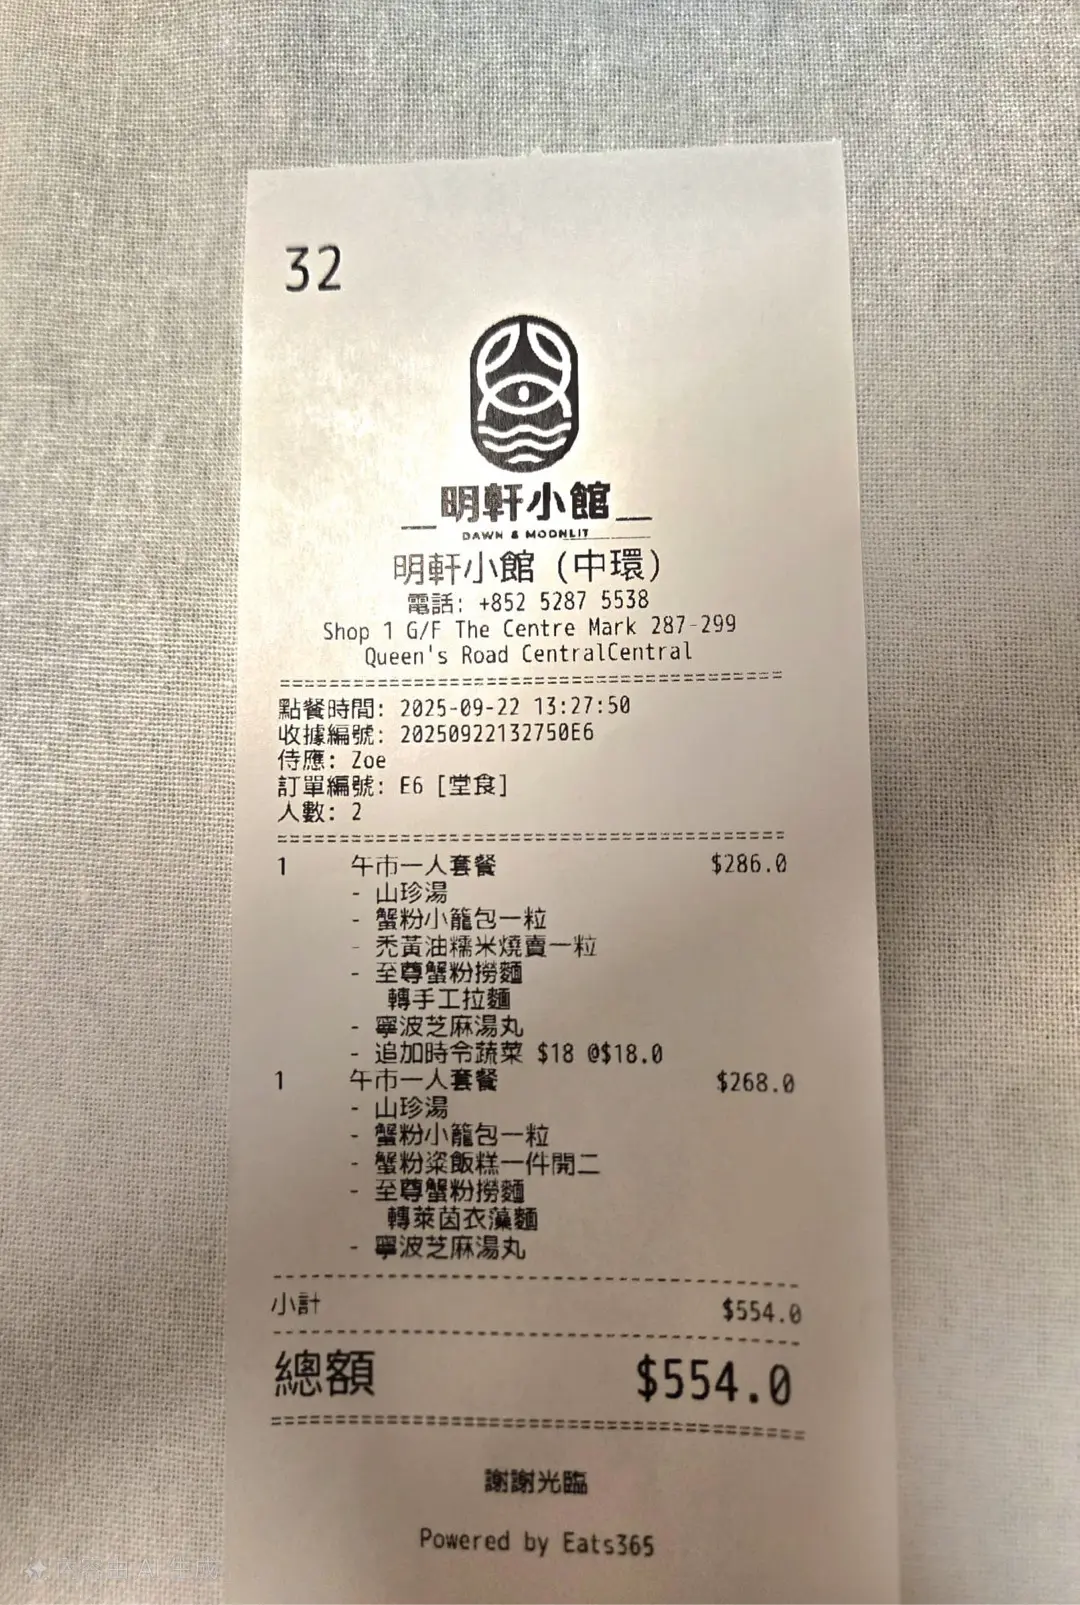 32
明軒小館
DAWN & MOONLIT
明軒小館 (中環)
電話: +852 5287 5538
Shop 1 G/F The Centre Mark 287-299
Queen's Road CentralCentral
點餐時間: 2025-09-22 13:27:50
收據編號: 20250922132750E6
侍應: Zoe
訂單編號: E6 [堂食]
人數: 2
1 午市一人套餐 $286.0
- 山珍湯
- 蟹粉小籠包一粒
- 禿黃油糯米燒賣一粒
- 至尊蟹粉撈麵
轉手工拉麵
- 寧波芝麻湯丸
- 追加時令蔬菜 $18 @$18.0
1 午市一人套餐 $268.0
- 山珍湯
- 蟹粉小籠包一粒
- 蟹粉粢飯糕一件開二
- 至尊蟹粉撈麵
轉萊茵衣藻麵
- 寧波芝麻湯丸
小計 $554.0
總額 $554.0
謝謝光臨
Powered by Eats365
AI 生成